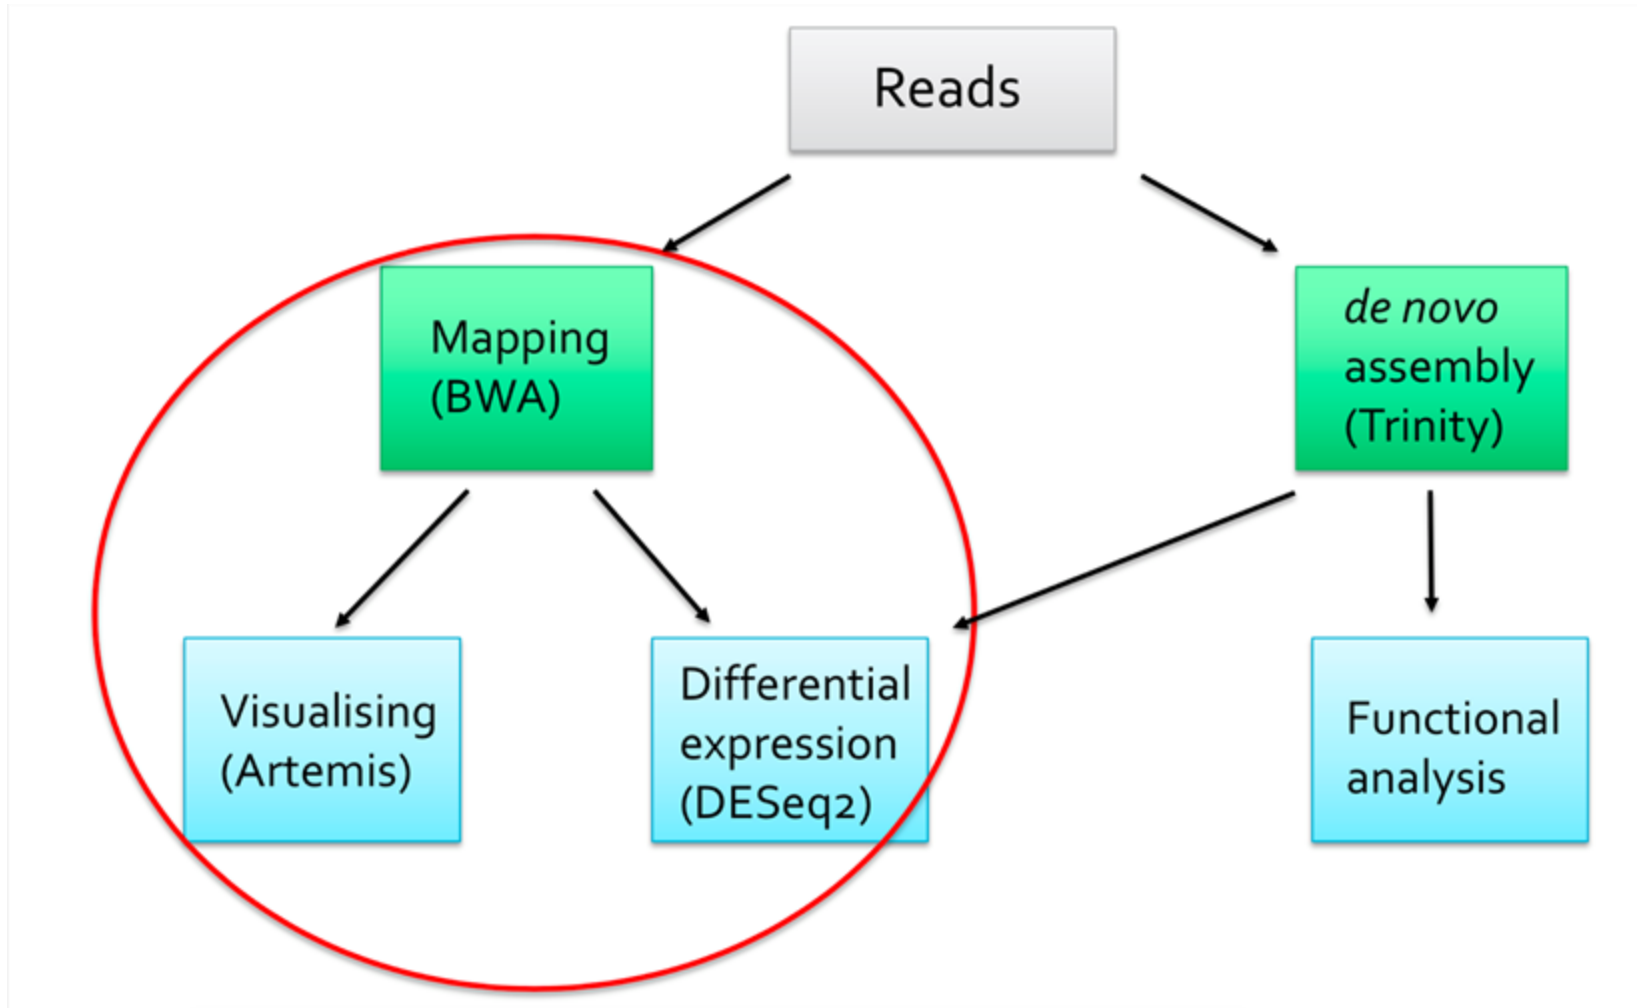 Reads
Mapping
(BWA)
de novo
assembly
(Trinity)
Visualising
(Artemis)
Differential
expression
(DESeq2)
Functional
analysis